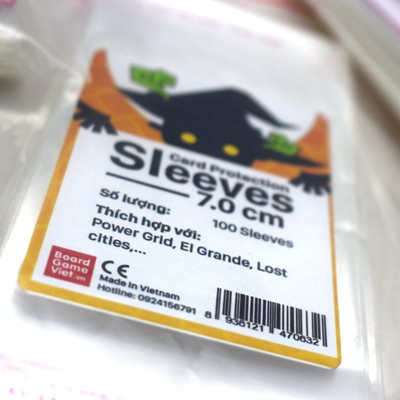 Card Protection
Sleeves
7.0 cm
Số lượng: 100 Sleeves
Thích hợp với:
Power Grid, El Grande, Lost
cities,...
Board
Game
Viet.vn
CE
Made in Vietnam
Hotline: 0924156791
8 936121 470632